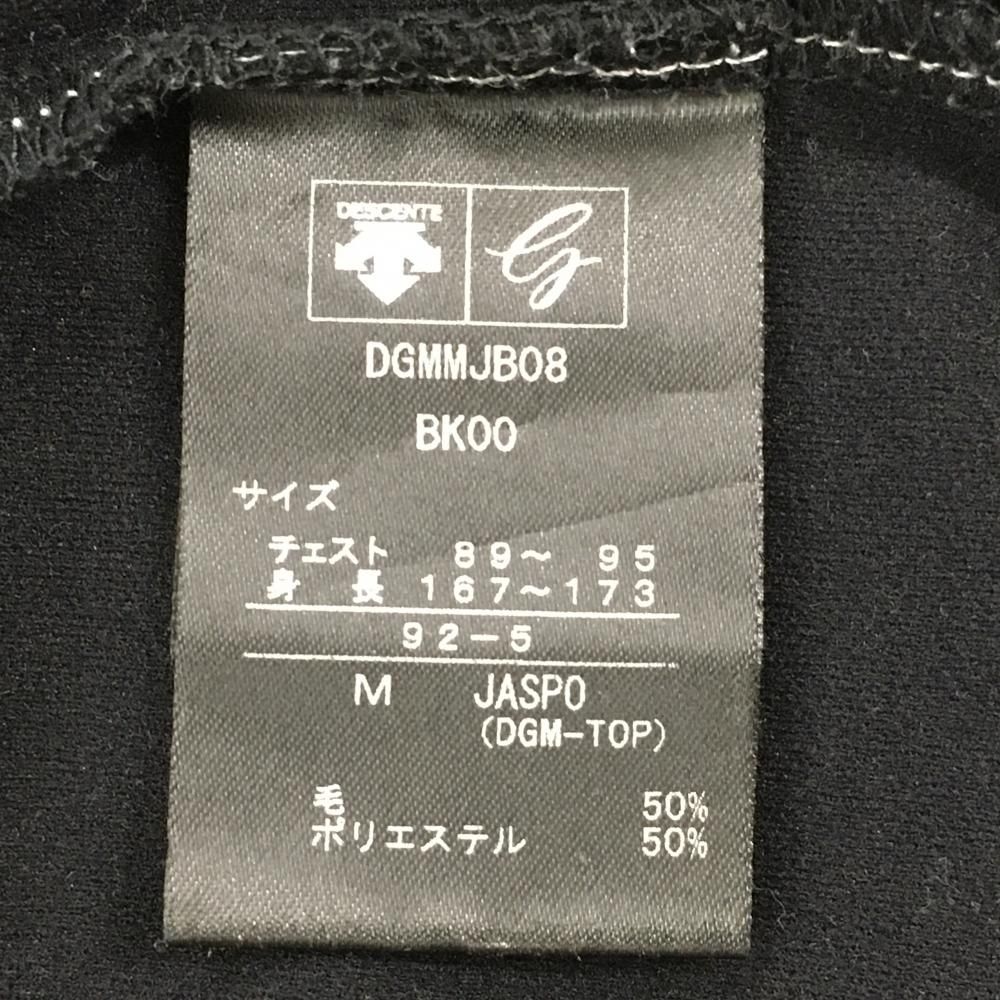 DESCENTE
G
DGMMJB08
BK00
サイズ
チェスト 89～ 95
身 長 167～173
92-5
M JASPO
(DGM-TOP)
毛 50%
ポリエステル 50%